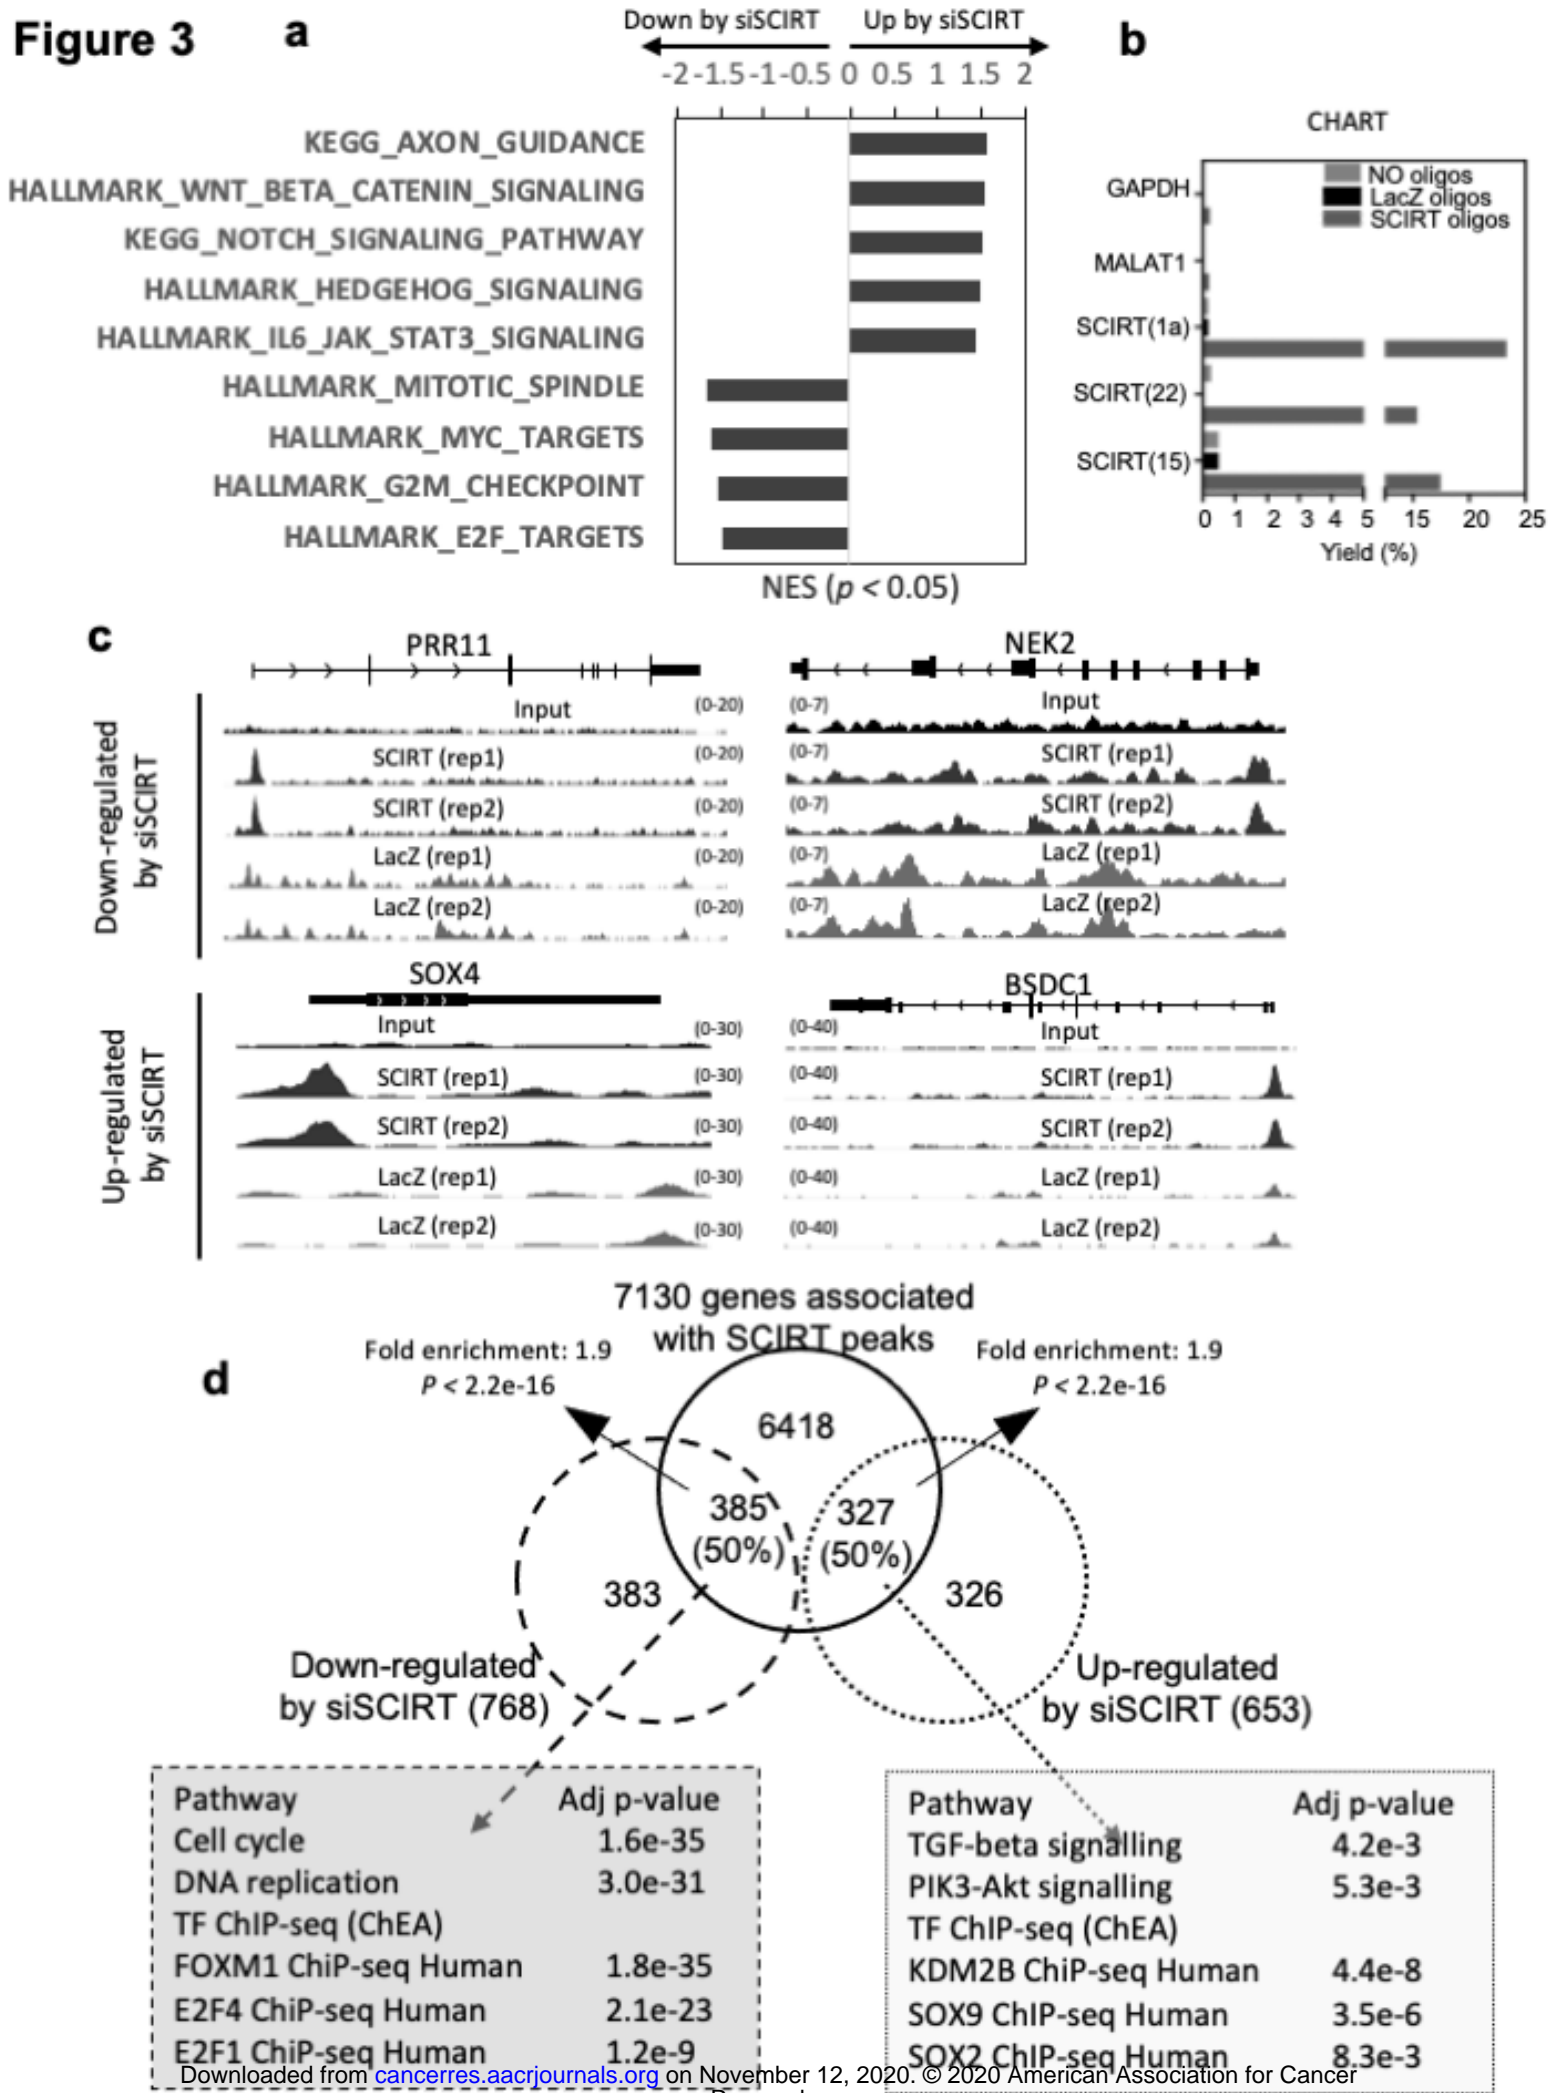 Figure 3
a
Down by siSCIRT
Up by siSCIRT
-2 -1.5 -1 -0.5 0 0.5 1 1.5 2
KEGG_AXON_GUIDANCE
HALLMARK_WNT_BETA_CATENIN_SIGNALING
KEGG_NOTCH_SIGNALING_PATHWAY
HALLMARK_HEDGEHOG_SIGNALING
HALLMARK_IL6_JAK_STAT3_SIGNALING
HALLMARK_MITOTIC_SPINDLE
HALLMARK_MYC_TARGETS
HALLMARK_G2M_CHECKPOINT
HALLMARK_E2F_TARGETS
NES (p < 0.05)
b
CHART
NO oligos
LacZ oligos
SCIRT oligos
GAPDH
MALAT1
SCIRT(1a)
SCIRT(22)
SCIRT(15)
0 1 2 3 4 5 15 20 25
Yield (%)
c
Down-regulated
by siSCIRT
PRR11
Input (0-20)
SCIRT (rep1) (0-20)
SCIRT (rep2) (0-20)
LacZ (rep1) (0-20)
LacZ (rep2) (0-20)
NEK2
(0-7) Input
(0-7) SCIRT (rep1)
(0-7) SCIRT (rep2)
(0-7) LacZ (rep1)
(0-7) LacZ (rep2)
Up-regulated
by siSCIRT
SOX4
Input (0-30)
SCIRT (rep1) (0-30)
SCIRT (rep2) (0-30)
LacZ (rep1) (0-30)
LacZ (rep2) (0-30)
BSDC1
(0-40) Input
(0-40) SCIRT (rep1)
(0-40) SCIRT (rep2)
(0-40) LacZ (rep1)
(0-40) LacZ (rep2)
d
7130 genes associated
with SCIRT peaks
Fold enrichment: 1.9
P < 2.2e-16
Fold enrichment: 1.9
P < 2.2e-16
6418
385
(50%)
327
(50%)
383
326
Down-regulated
by siSCIRT (768)
Up-regulated
by siSCIRT (653)
Pathway Adj p-value
Cell cycle 1.6e-35
DNA replication 3.0e-31
TF ChIP-seq (ChEA)
FOXM1 ChiP-seq Human 1.8e-35
E2F4 ChiP-seq Human 2.1e-23
E2F1 ChiP-seq Human 1.2e-9
Pathway Adj p-value
TGF-beta signalling 4.2e-3
PIK3-Akt signalling 5.3e-3
TF ChIP-seq (ChEA)
KDM2B ChiP-seq Human 4.4e-8
SOX9 ChIP-seq Human 3.5e-6
SOX2 ChIP-seq Human 8.3e-3
Downloaded from cancerres.aacrjournals.org on November 12, 2020. © 2020 American Association for Cancer